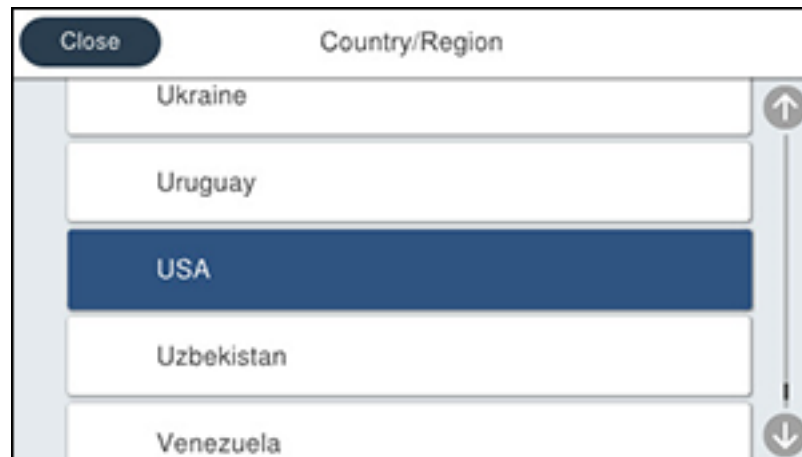 Close Country/Region
Ukraine
Uruguay
USA
Uzbekistan
Venezuela